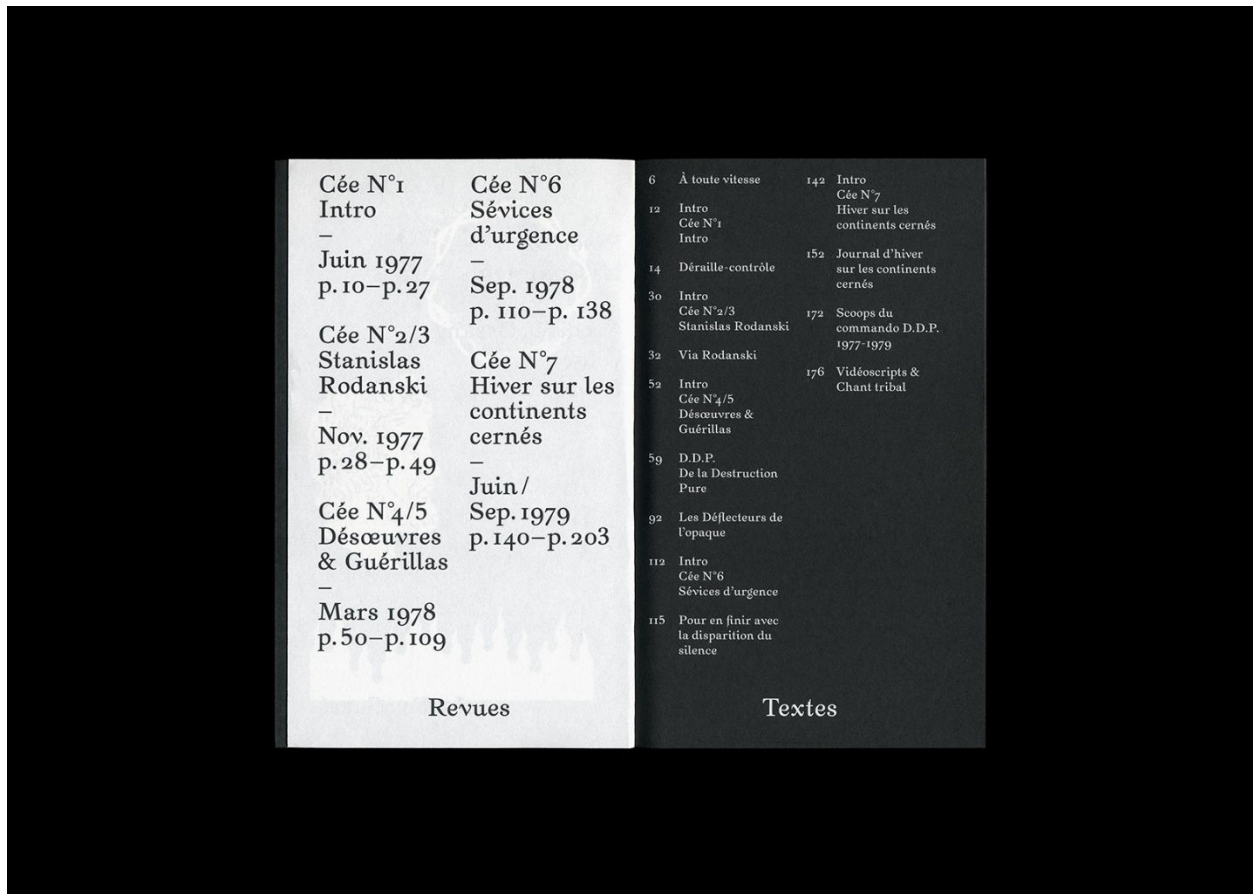 Cée N°1
Intro
–
Juin 1977
p. 10–p. 27
Cée N°2/3
Stanislas
Rodanski
–
Nov. 1977
p. 28–p. 49
Cée N°4/5
Désœuvres
& Guérillas
–
Mars 1978
p. 50–p. 109
Cée N°6
Sévices
d’urgence
–
Sep. 1978
p. 110–p. 138
Cée N°7
Hiver sur les
continents
cernés
–
Juin/
Sep. 1979
p. 140–p. 203
Revues
6 À toute vitesse
12 Intro
Cée N°1
Intro
14 Déraille-contrôle
30 Intro
Cée N°2/3
Stanislas Rodanski
32 Via Rodanski
52 Intro
Cée N°4/5
Désœuvres &
Guérillas
59 D.D.P.
De la Destruction
Pure
92 Les Déflecteurs de
l’opaque
112 Intro
Cée N°6
Sévices d’urgence
115 Pour en finir avec
la disparition du
silence
142 Intro
Cée N°7
Hiver sur les
continents cernés
152 Journal d’hiver
sur les continents
cernés
172 Scoops du
commando D.D.P.
1977-1979
176 Vidéoscripts &
Chant tribal
Textes